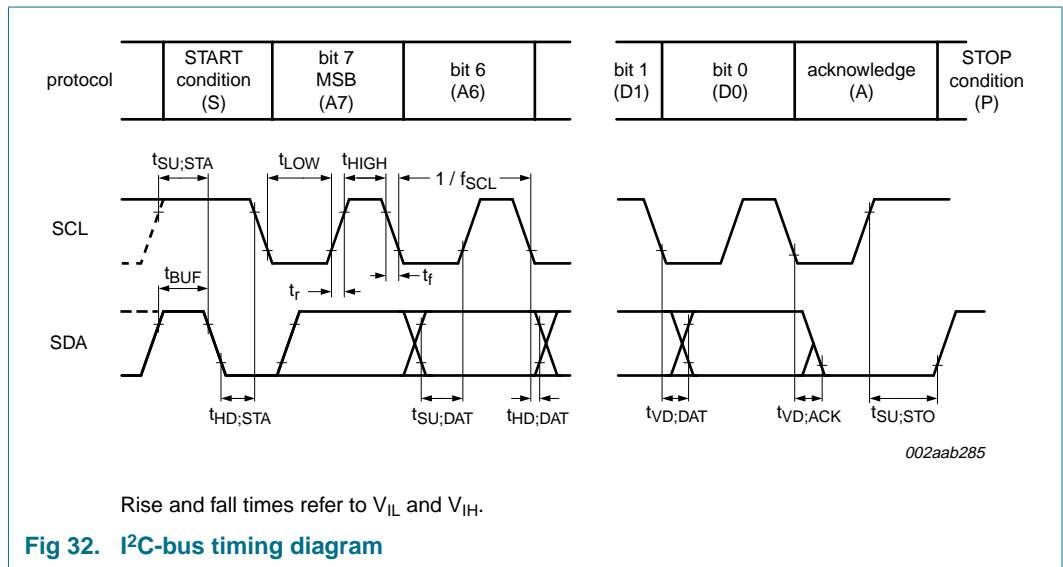 protocol
START
condition
(S)
bit 7
MSB
(A7)
bit 6
(A6)
bit 1
(D1)
bit 0
(D0)
acknowledge
(A)
STOP
condition
(P)
tSU;STA
tLOW
tHIGH
1 / fSCL
SCL
tBUF
tr
tf
SDA
tHD;STA
tSU;DAT
tHD;DAT
tVD;DAT
tVD;ACK
tSU;STO
002aab285
Rise and fall times refer to VIL and VIH.
Fig 32. I²C-bus timing diagram